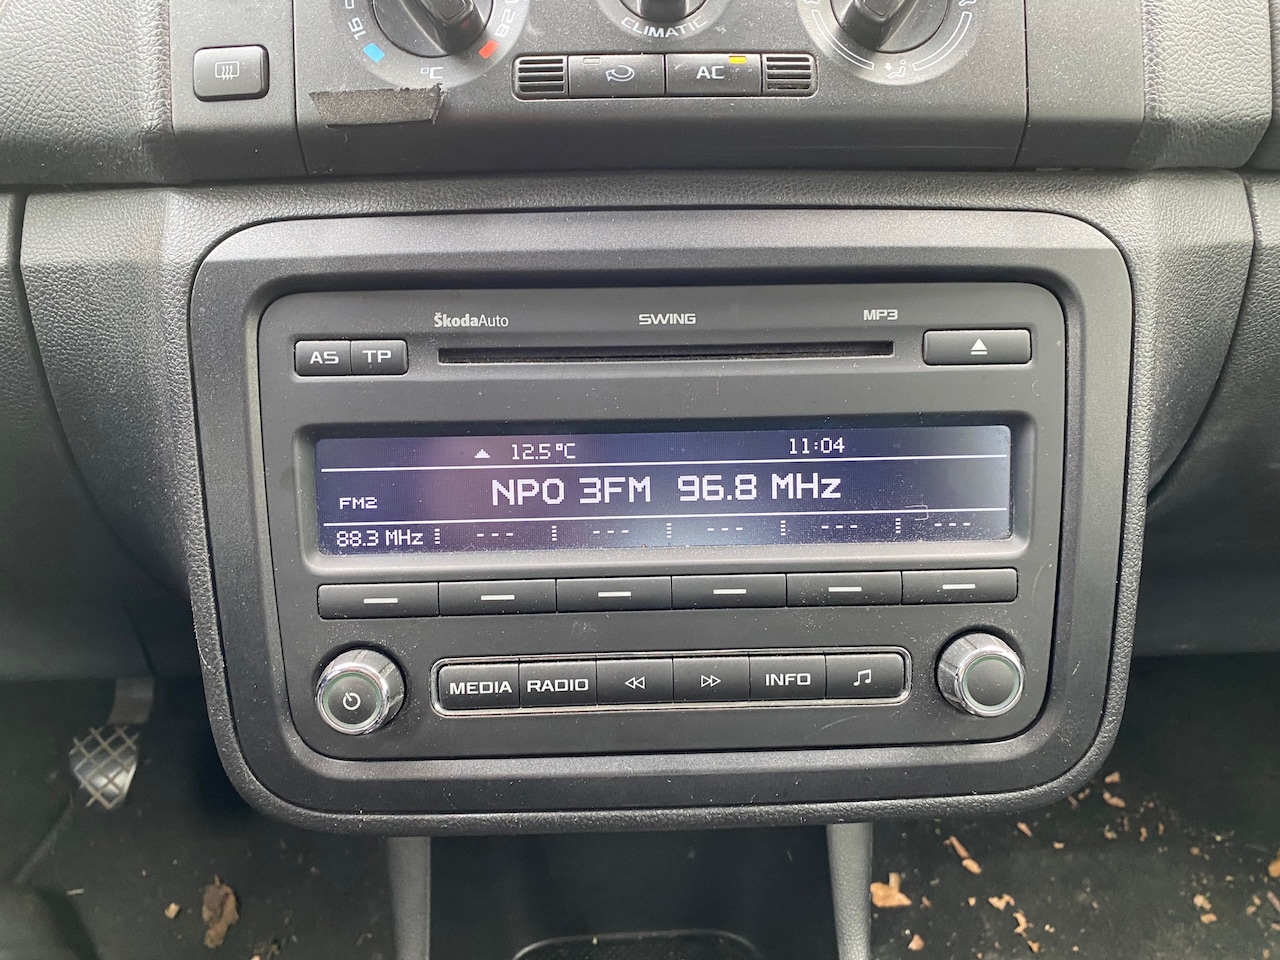 16
28
°C
CLIMATIC
AC
ŠkodaAuto SWING MP3
AS TP
12.5 °C 11:04
FM2 NPO 3FM 96.8 MHz
88.3 MHz --- --- --- --- ---
MEDIA RADIO INFO